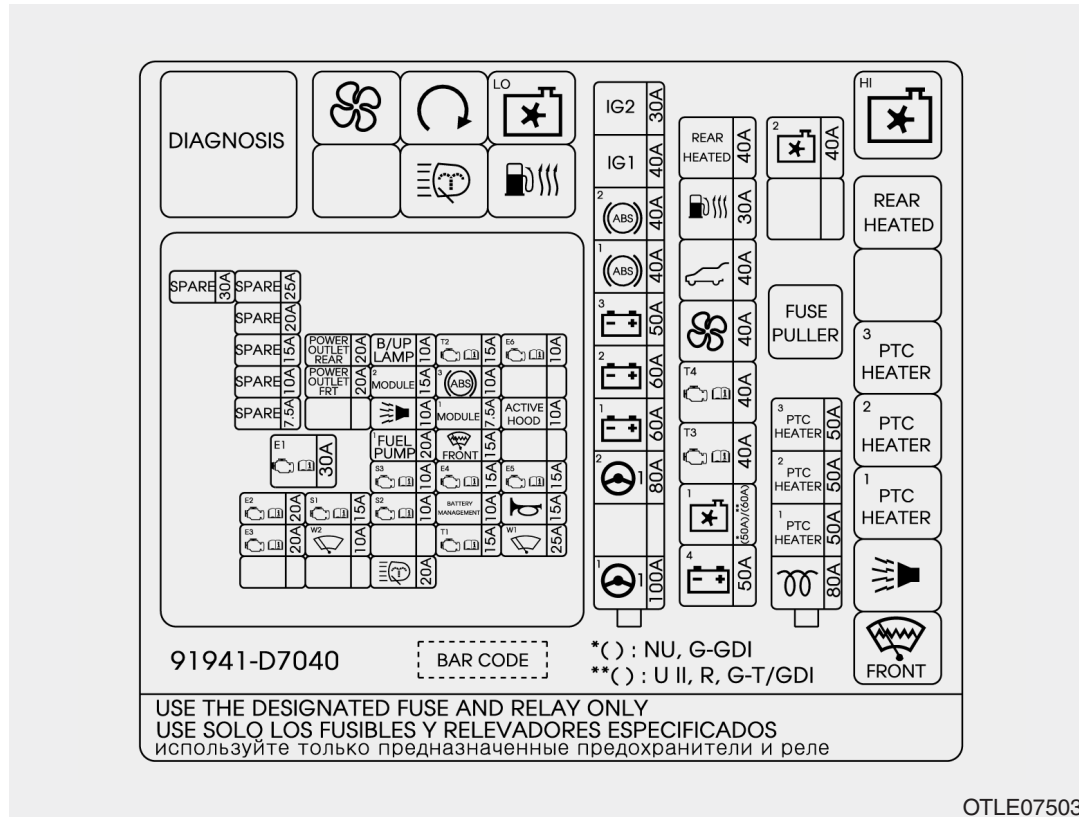 DIAGNOSIS
LO
HI
IG2 30A
IG1 40A
2 ABS 40A
1 ABS 40A
3 - + 50A
2 - + 60A
1 - + 60A
2 1 80A
1 1 100A
REAR
HEATED 40A
30A
40A
40A
T4 40A
T3 40A
1 *(50A)/**(60A)
4 - + 50A
2 40A
FUSE
PULLER
3 PTC
HEATER 50A
2 PTC
HEATER 50A
1 PTC
HEATER 50A
80A
REAR
HEATED
3
PTC
HEATER
2
PTC
HEATER
1
PTC
HEATER
FRONT
SPARE 30A SPARE 25A
SPARE 20A
SPARE 15A POWER OUTLET REAR 20A B/UP LAMP 10A T2 15A E6 10A
SPARE 10A POWER OUTLET FRT 20A 2 MODULE 15A 3 ABS 10A
SPARE 7.5A 10A 1 MODULE 7.5A ACTIVE HOOD 10A
E1 30A 1 FUEL PUMP 20A FRONT 15A
S3 10A E4 15A E5 15A
E2 20A S1 15A S2 10A BATTERY MANAGEMENT 10A 15A
E3 20A W2 10A T1 15A W1 25A
20A
91941-D7040
BAR CODE
*( ) : NU, G-GDI
**( ) : U II, R, G-T/GDI
USE THE DESIGNATED FUSE AND RELAY ONLY
USE SOLO LOS FUSIBLES Y RELEVADORES ESPECIFICADOS
используйте только предназначенные предохранители и реле
OTLE07503